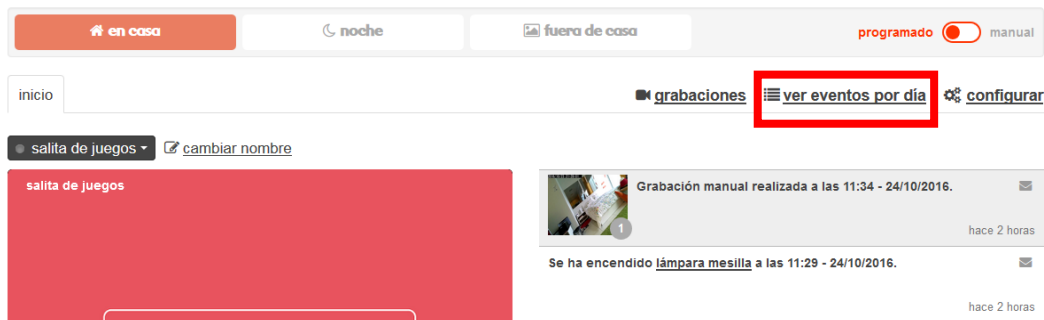 en casa
noche
fuera de casa
programado
manual
inicio
grabaciones
ver eventos por día
configurar
salita de juegos
cambiar nombre
salita de juegos
Grabación manual realizada a las 11:34 - 24/10/2016.
1
hace 2 horas
Se ha encendido lámpara mesilla a las 11:29 - 24/10/2016.
hace 2 horas